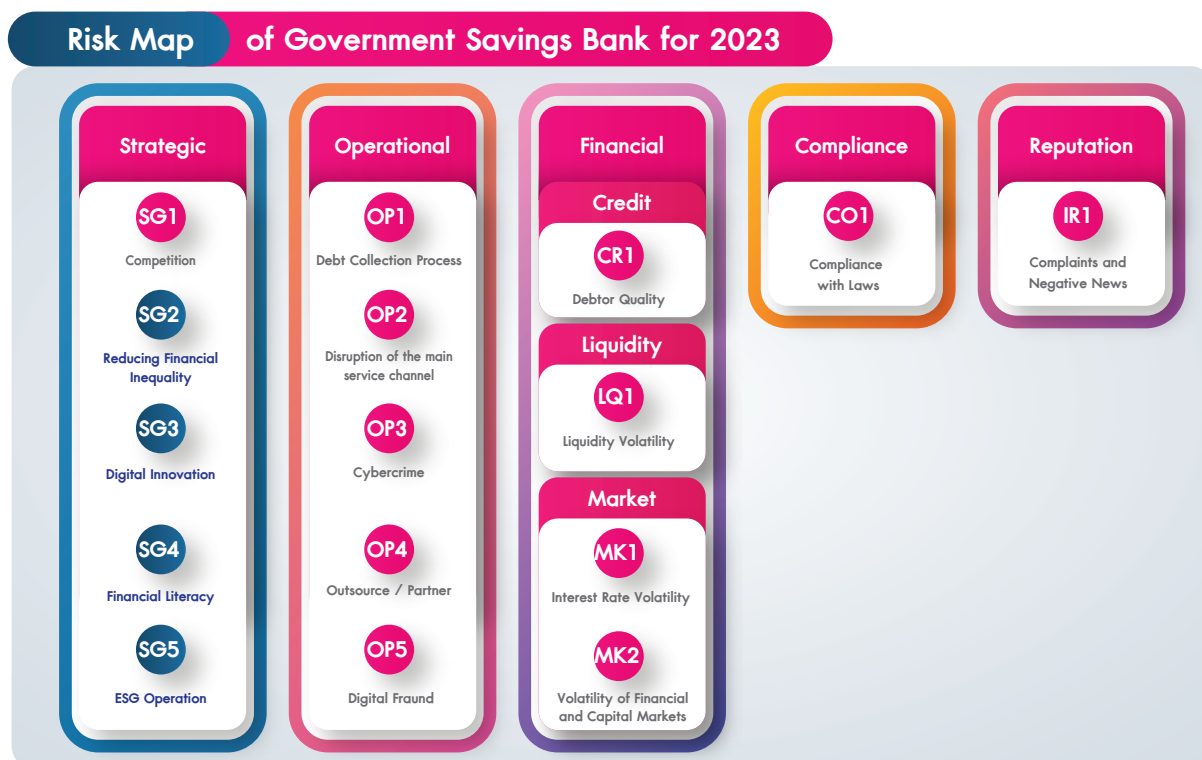 Risk Map of Government Savings Bank for 2023
Strategic
SG1
Competition
SG2
Reducing Financial
Inequality
SG3
Digital Innovation
SG4
Financial Literacy
SG5
ESG Operation
Operational
OP1
Debt Collection Process
OP2
Disruption of the main
service channel
OP3
Cybercrime
OP4
Outsource / Partner
OP5
Digital Fraund
Financial
Credit
CR1
Debtor Quality
Liquidity
LQ1
Liquidity Volatility
Market
MK1
Interest Rate Volatility
MK2
Volatility of Financial
and Capital Markets
Compliance
CO1
Compliance
with Laws
Reputation
IR1
Complaints and
Negative News